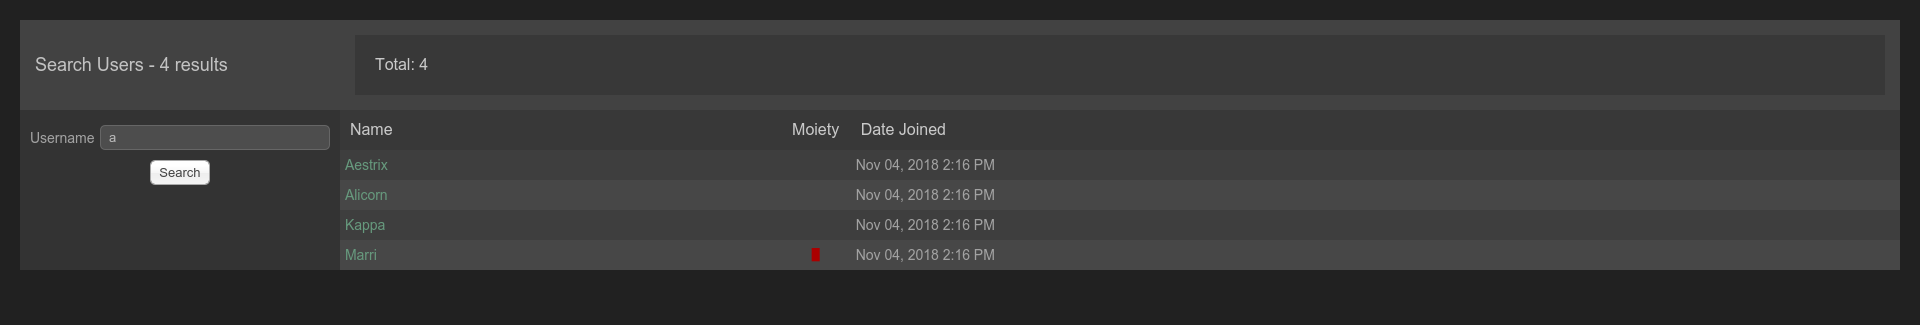 Search Users - 4 results
Total: 4
Username a
Search
Name Moiety Date Joined
Aestrix Nov 04, 2018 2:16 PM
Alicorn Nov 04, 2018 2:16 PM
Kappa Nov 04, 2018 2:16 PM
Marri Nov 04, 2018 2:16 PM